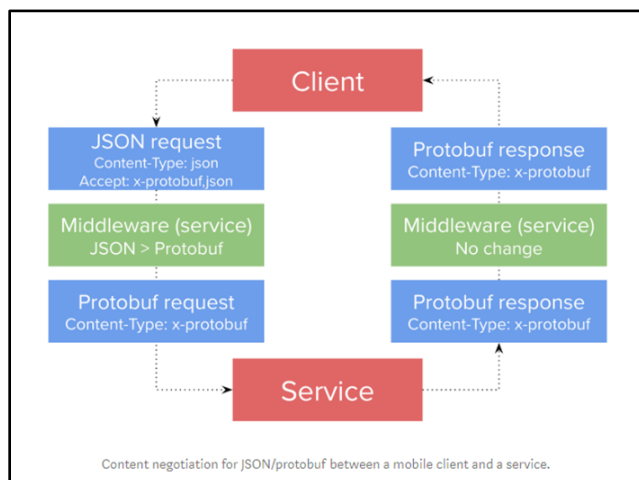 Client
JSON request
Content-Type: json
Accept: x-protobuf,json
Middleware (service)
JSON > Protobuf
Protobuf request
Content-Type: x-protobuf
Protobuf response
Content-Type: x-protobuf
Middleware (service)
No change
Protobuf response
Content-Type: x-protobuf
Service
Content negotiation for JSON/protobuf between a mobile client and a service.